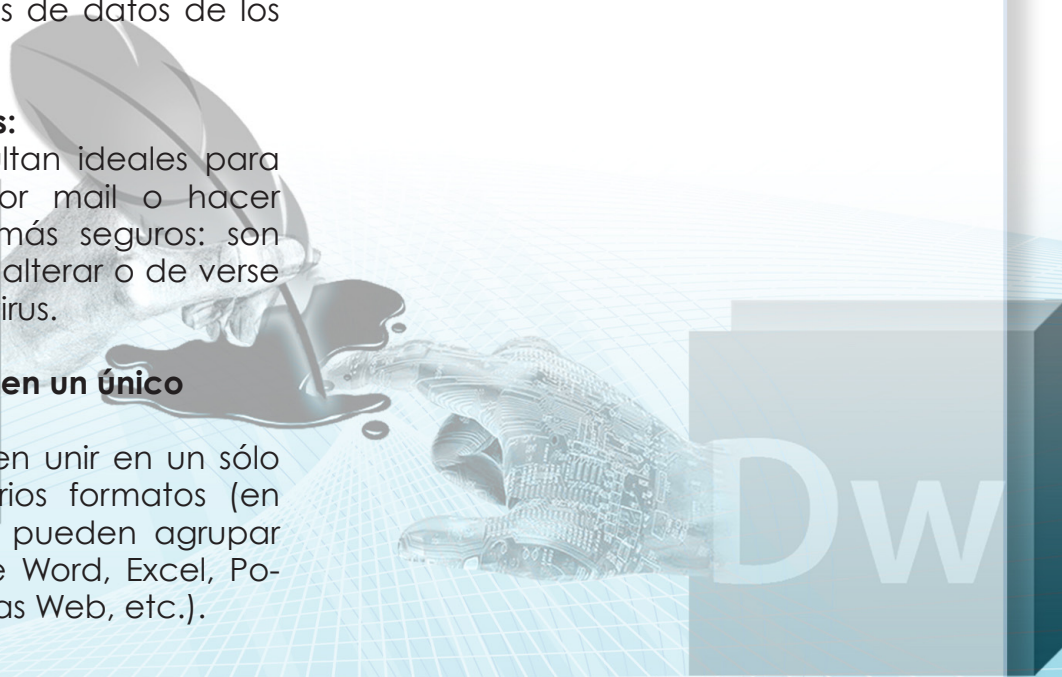 s de datos de los
s:
ltan ideales para
or mail o hacer
más seguros: son
alterar o de verse
irus.
en un único
en unir en un sólo
rios formatos (en
pueden agrupar
e Word, Excel, Po-
as Web, etc.).
Dw